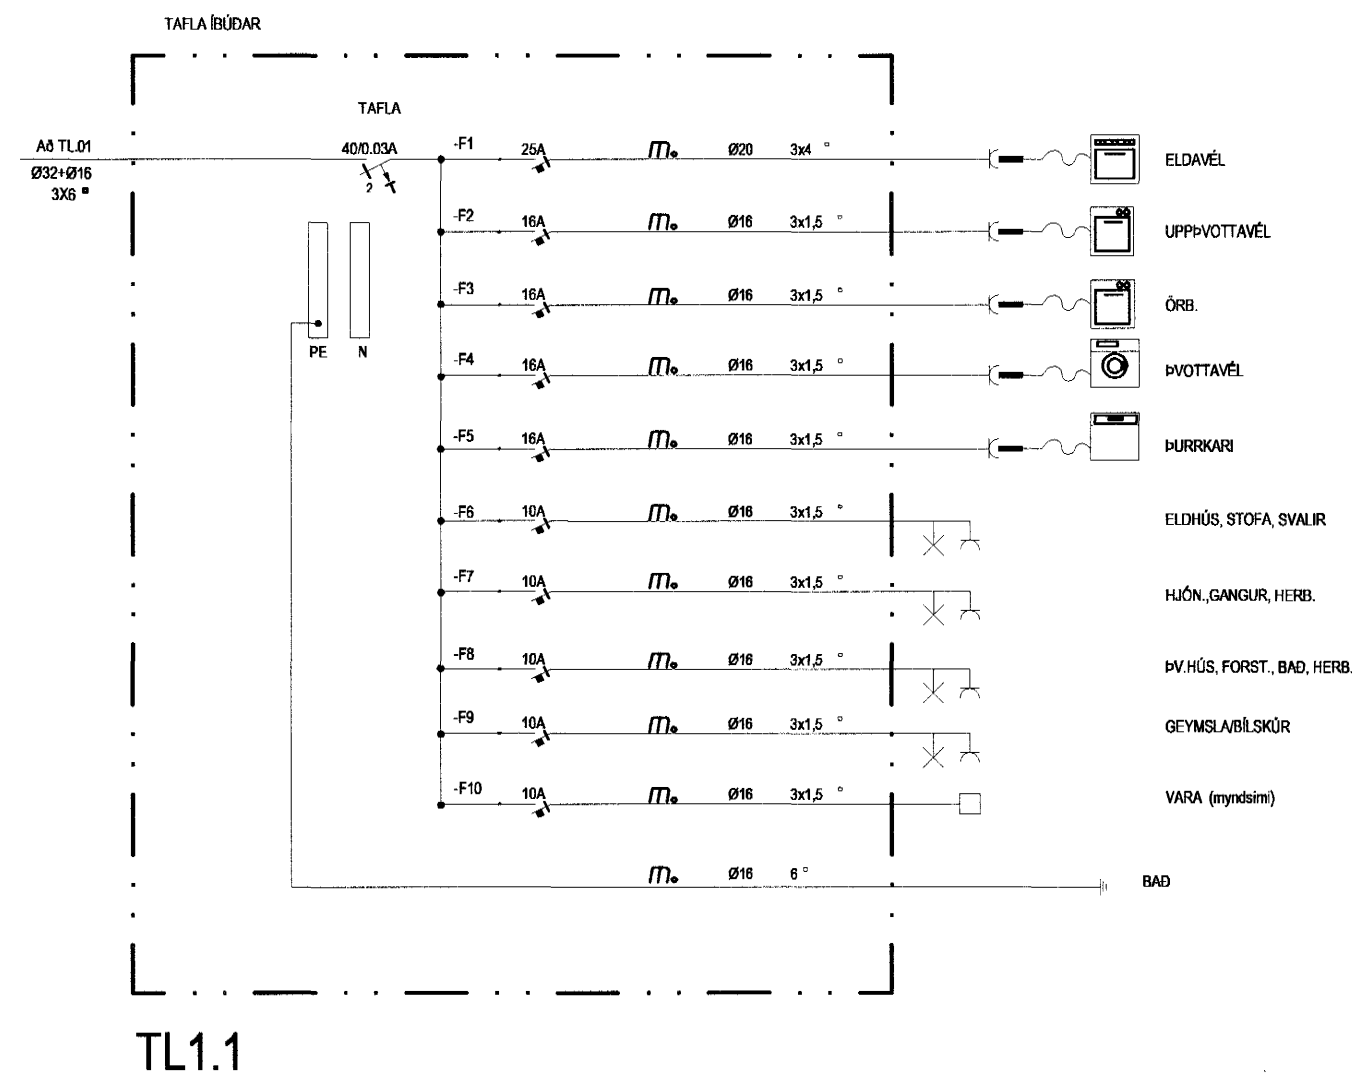 TAFLA ÍBÚÐAR
TAFLA
Að TL.01
Ø32+Ø16
3X6 ▫
40/0.03A
2
PE
N
-F1 25A m. Ø20 3x4 ▫ ELDAVÉL
-F2 16A m. Ø16 3x1,5 ▫ UPPÞVOTTAVÉL
-F3 16A m. Ø16 3x1,5 ▫ ÖRB.
-F4 16A m. Ø16 3x1,5 ▫ ÞVOTTAVÉL
-F5 16A m. Ø16 3x1,5 ▫ ÞURRKARI
-F6 10A m. Ø16 3x1,5 ▫ ELDHÚS, STOFA, SVALIR
-F7 10A m. Ø16 3x1,5 ▫ HJÓN.,GANGUR, HERB.
-F8 10A m. Ø16 3x1,5 ▫ ÞV.HÚS, FORST., BAÐ, HERB.
-F9 10A m. Ø16 3x1,5 ▫ GEYMSLA/BÍLSKÚR
-F10 10A m. Ø16 3x1,5 ▫ VARA (myndsimi)
m. Ø16 6 ▫ BAÐ
TL1.1